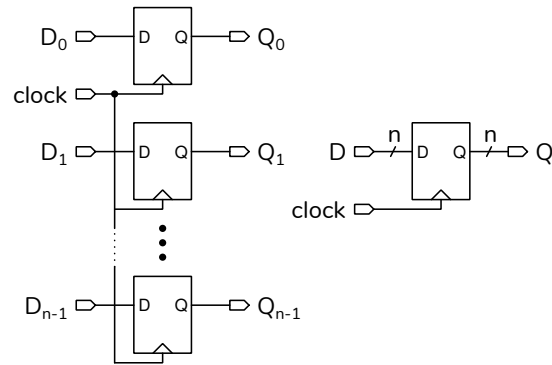 D0 D Q Q0
clock
D1 D Q Q1
Dn-1 D Q Qn-1
n n
D D Q Q
clock